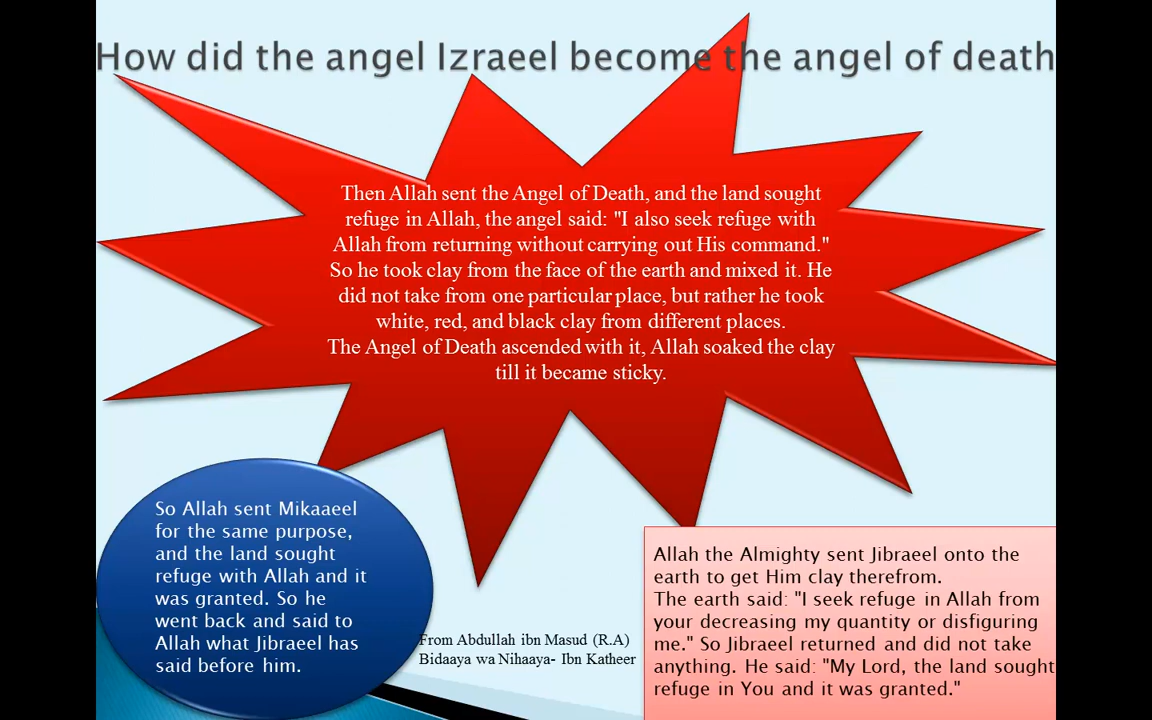 How did the angel Izraeel become the angel of death
Then Allah sent the Angel of Death, and the land sought
refuge in Allah, the angel said: "I also seek refuge with
Allah from returning without carrying out His command."
So he took clay from the face of the earth and mixed it. He
did not take from one particular place, but rather he took
white, red, and black clay from different places.
The Angel of Death ascended with it, Allah soaked the clay
till it became sticky.
So Allah sent Mikaaeel
for the same purpose,
and the land sought
refuge with Allah and it
was granted. So he
went back and said to
Allah what Jibraeel has
said before him.
From Abdullah ibn Masud (R.A)
Bidaaya wa Nihaaya- Ibn Katheer
Allah the Almighty sent Jibraeel onto the
earth to get Him clay therefrom.
The earth said: "I seek refuge in Allah from
your decreasing my quantity or disfiguring
me." So Jibraeel returned and did not take
anything. He said: "My Lord, the land sought
refuge in You and it was granted."